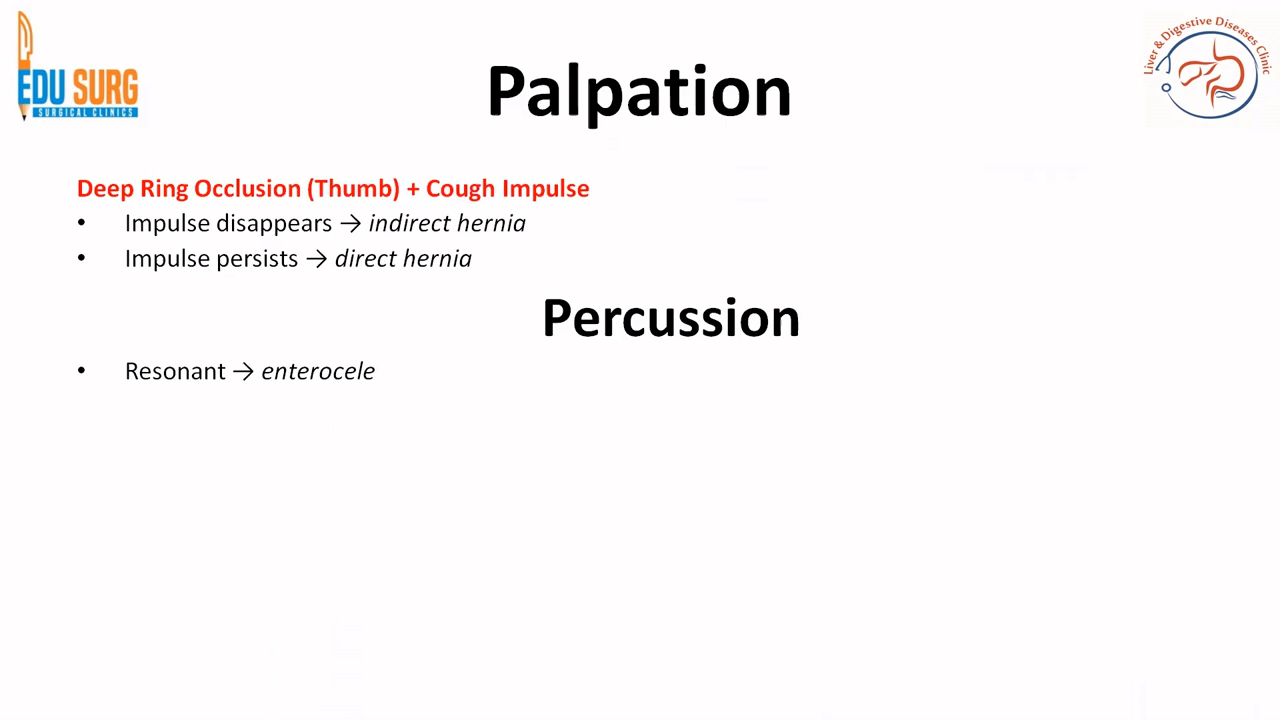 EDU SURG
SURGICAL CLINICS
Liver & Digestive Diseases Clinic
Palpation
Deep Ring Occlusion (Thumb) + Cough Impulse
• Impulse disappears → indirect hernia
• Impulse persists → direct hernia
Percussion
• Resonant → enterocele